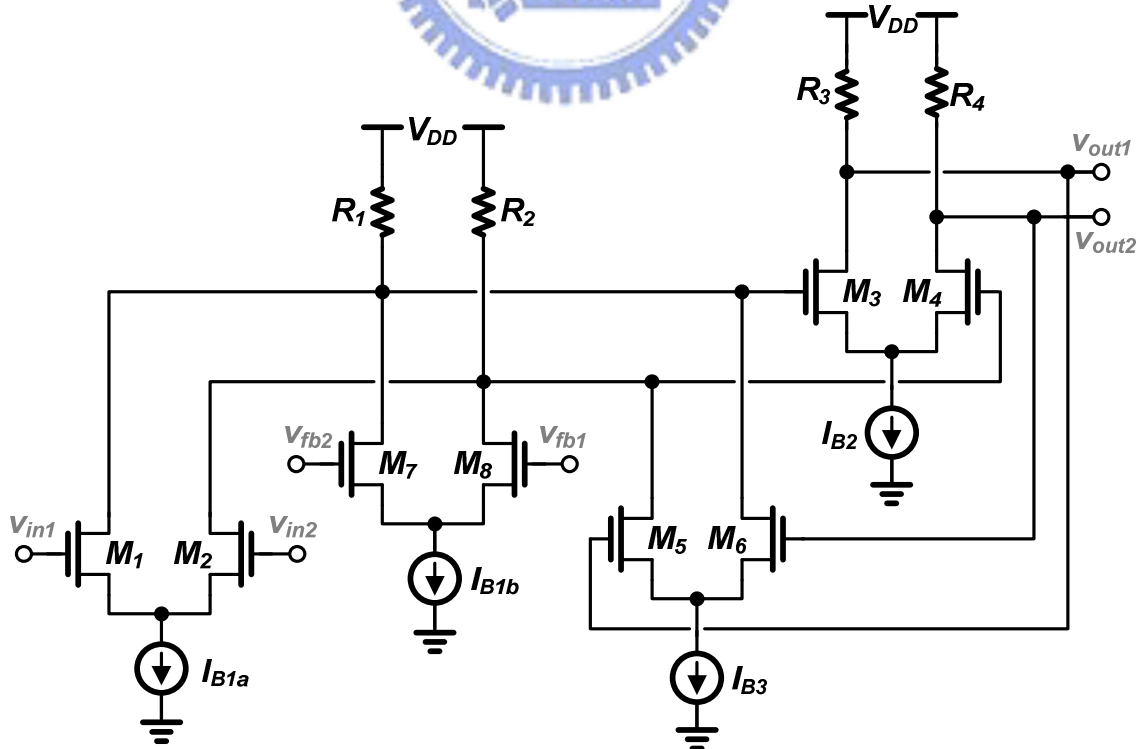 VDD
R3
R4
vout1
VDD
R1
R2
vout2
M3
M4
vfb2
vfb1
IB2
M7
M8
vin1
vin2
M1
M2
M5
M6
IB1b
IB1a
IB3